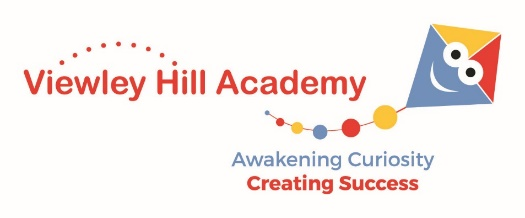 Viewley Hill Academy
Awakening Curiosity
Creating Success